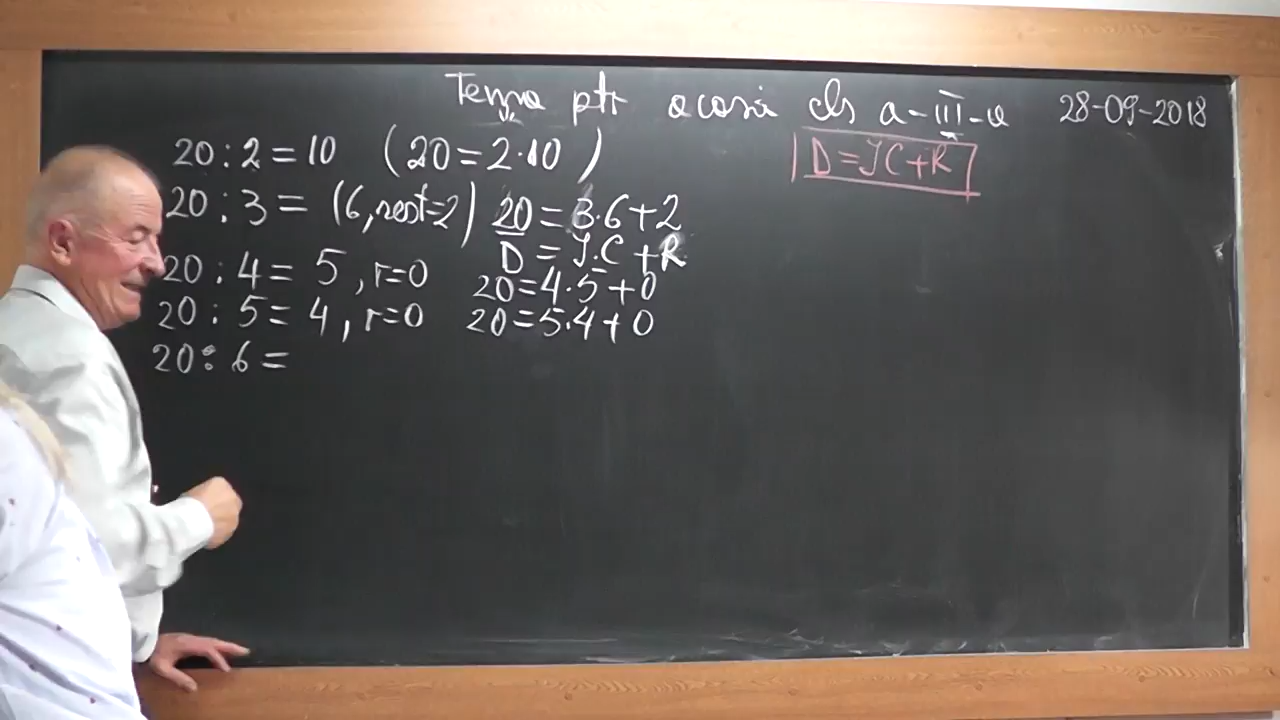 Tema ptr acasă cls a-III-a 28-09-2018
D = ÎC + R
20 : 2 = 10 (20 = 2·10)
20 : 3 = (6, rest=2) 20 = 3·6 + 2
D = Î.C + R
20 : 4 = 5, r=0 20 = 4·5 + 0
20 : 5 = 4, r=0 20 = 5·4 + 0
20 : 6 =